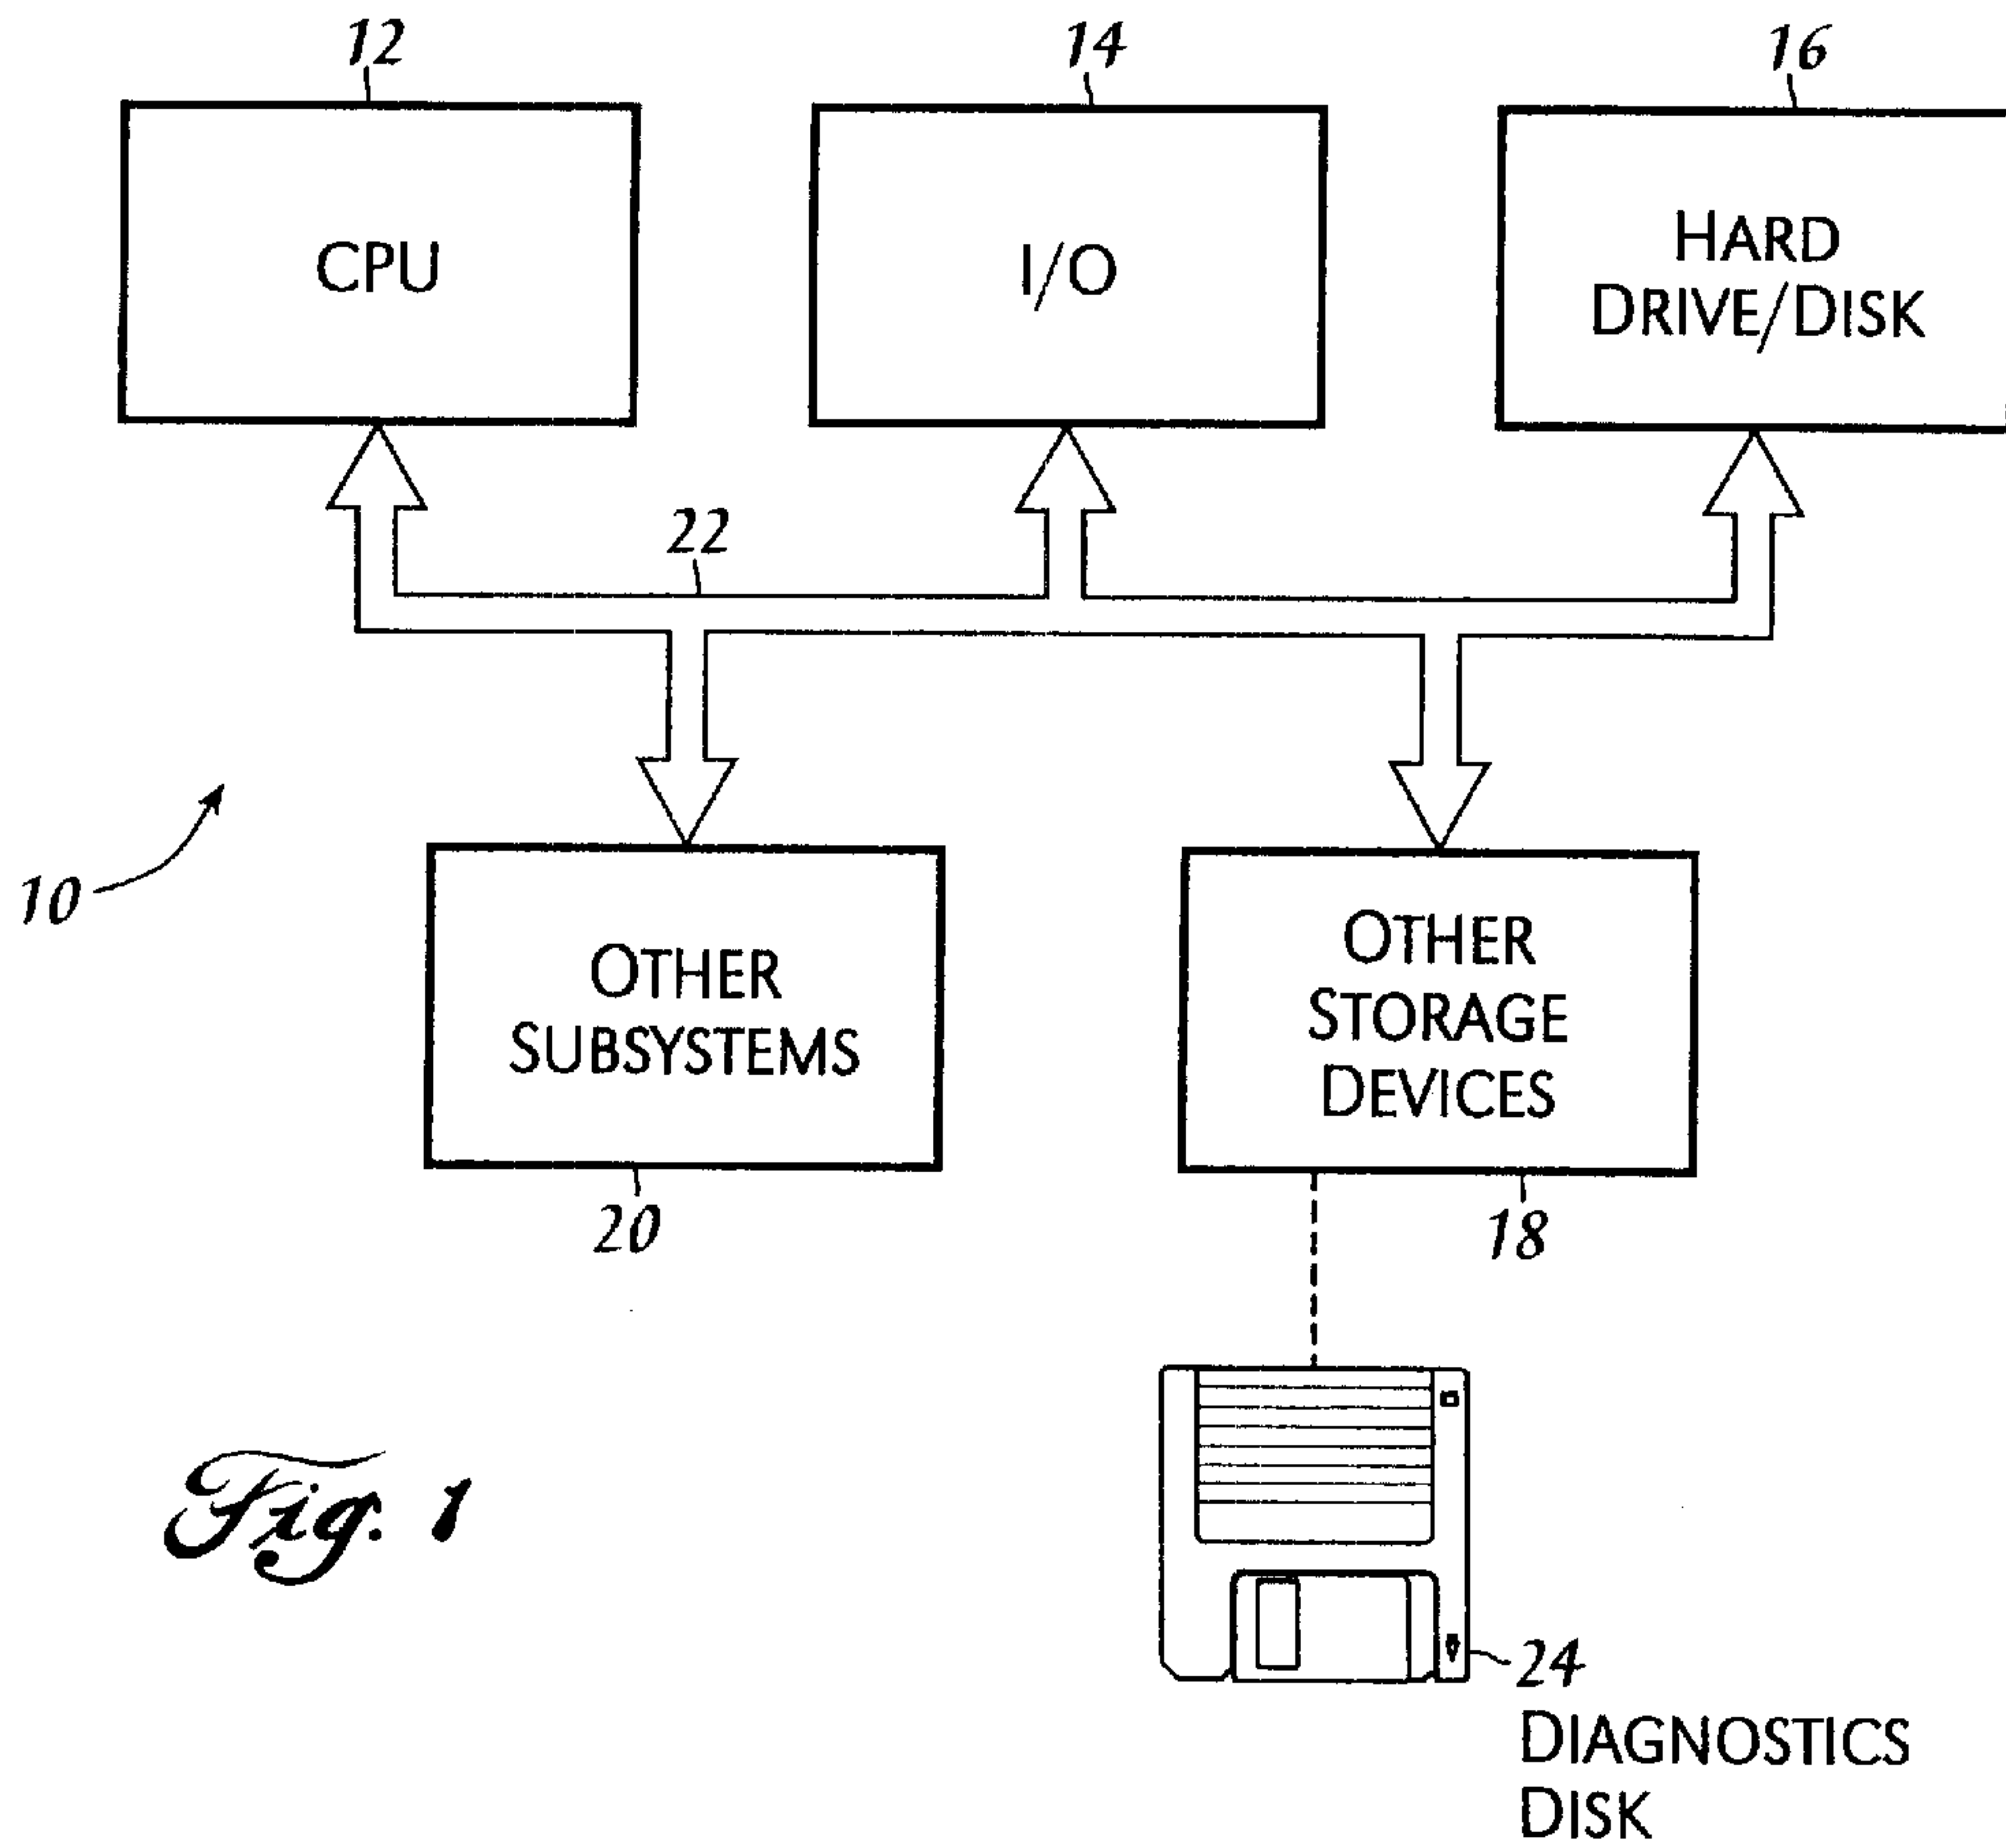 12
14
16
CPU
I/O
HARD
DRIVE/DISK
22
10
OTHER
SUBSYSTEMS
OTHER
STORAGE
DEVICES
20
18
Fig. 1
24
DIAGNOSTICS
DISK